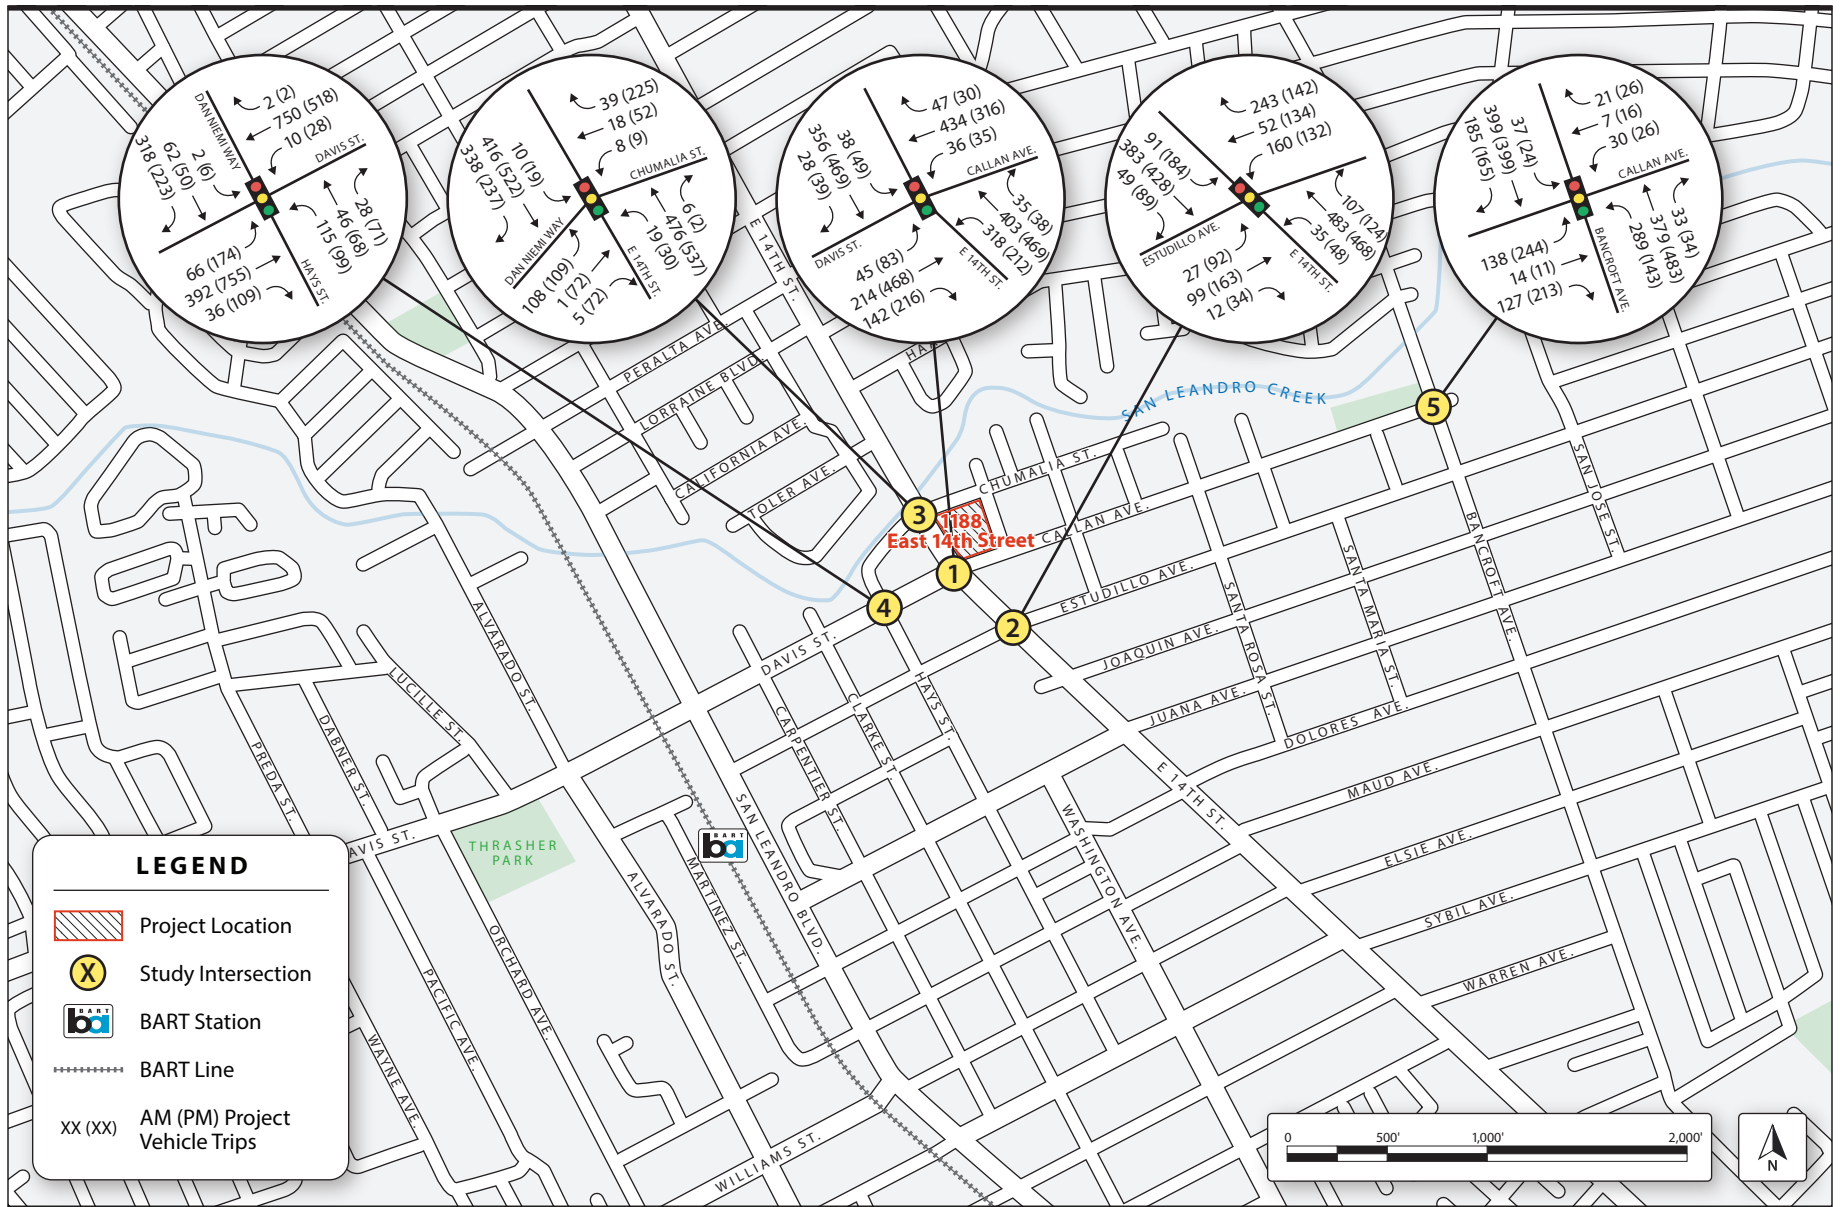 DAN NIEMI WAY
2 (2)
750 (518)
10 (28)
DAVIS ST.
318 (223)
62 (50)
2 (6)
28 (71)
46 (68)
115 (99)
66 (174)
392 (755)
36 (109)
HAYS ST.
39 (225)
18 (52)
8 (9)
CHUMALIA ST.
338 (237)
416 (522)
10 (19)
6 (2)
476 (537)
19 (30)
DAN NIEMI WAY
108 (109)
1 (72)
5 (72)
E 14TH ST.
47 (30)
434 (316)
36 (35)
CALLAN AVE.
28 (39)
356 (469)
38 (49)
35 (38)
403 (469)
318 (212)
DAVIS ST.
45 (83)
214 (468)
142 (216)
E 14TH ST.
243 (142)
52 (134)
160 (132)
49 (89)
383 (428)
91 (184)
107 (124)
483 (468)
35 (48)
ESTUDILLO AVE.
27 (92)
99 (163)
12 (34)
E 14TH ST.
21 (26)
7 (16)
30 (26)
CALLAN AVE.
185 (165)
399 (399)
37 (24)
33 (34)
379 (483)
289 (143)
138 (244)
14 (11)
127 (213)
BANCROFT AVE.
E 14TH ST.
PERALTA AVE.
LORRAINE BLVD.
HA
CALIFORNIA AVE.
TOLER AVE.
SAN LEANDRO CREEK
CHUMALIA ST.
CALLAN AVE.
5
3
1188
East 14th Street
1
4
2
ESTUDILLO AVE.
SAN JOSE ST.
BANCROFT AVE.
SANTA MARIA ST.
SANTA ROSA ST.
JOAQUIN AVE.
JUANA AVE.
DOLORES AVE.
MAUD AVE.
ELSIE AVE.
SYBIL AVE.
WARREN AVE.
E 14TH ST.
WASHINGTON AVE.
DAVIS ST.
HAYS ST.
CLARKE ST.
CARPENTIER ST.
SAN LEANDRO BLVD.
MARTINEZ ST.
ALVARADO ST.
ALVARADO ST.
LUCILLE ST.
DABNER ST.
PREDA ST.
AVIS ST.
THRASHER
PARK
BART
ba
ORCHARD AVE.
PACIFIC AVE.
WAYNE AVE.
WILLIAMS ST.
LEGEND
Project Location
X Study Intersection
BART
ba
BART Station
BART Line
XX (XX) AM (PM) Project
Vehicle Trips
0 500' 1,000' 2,000'
N